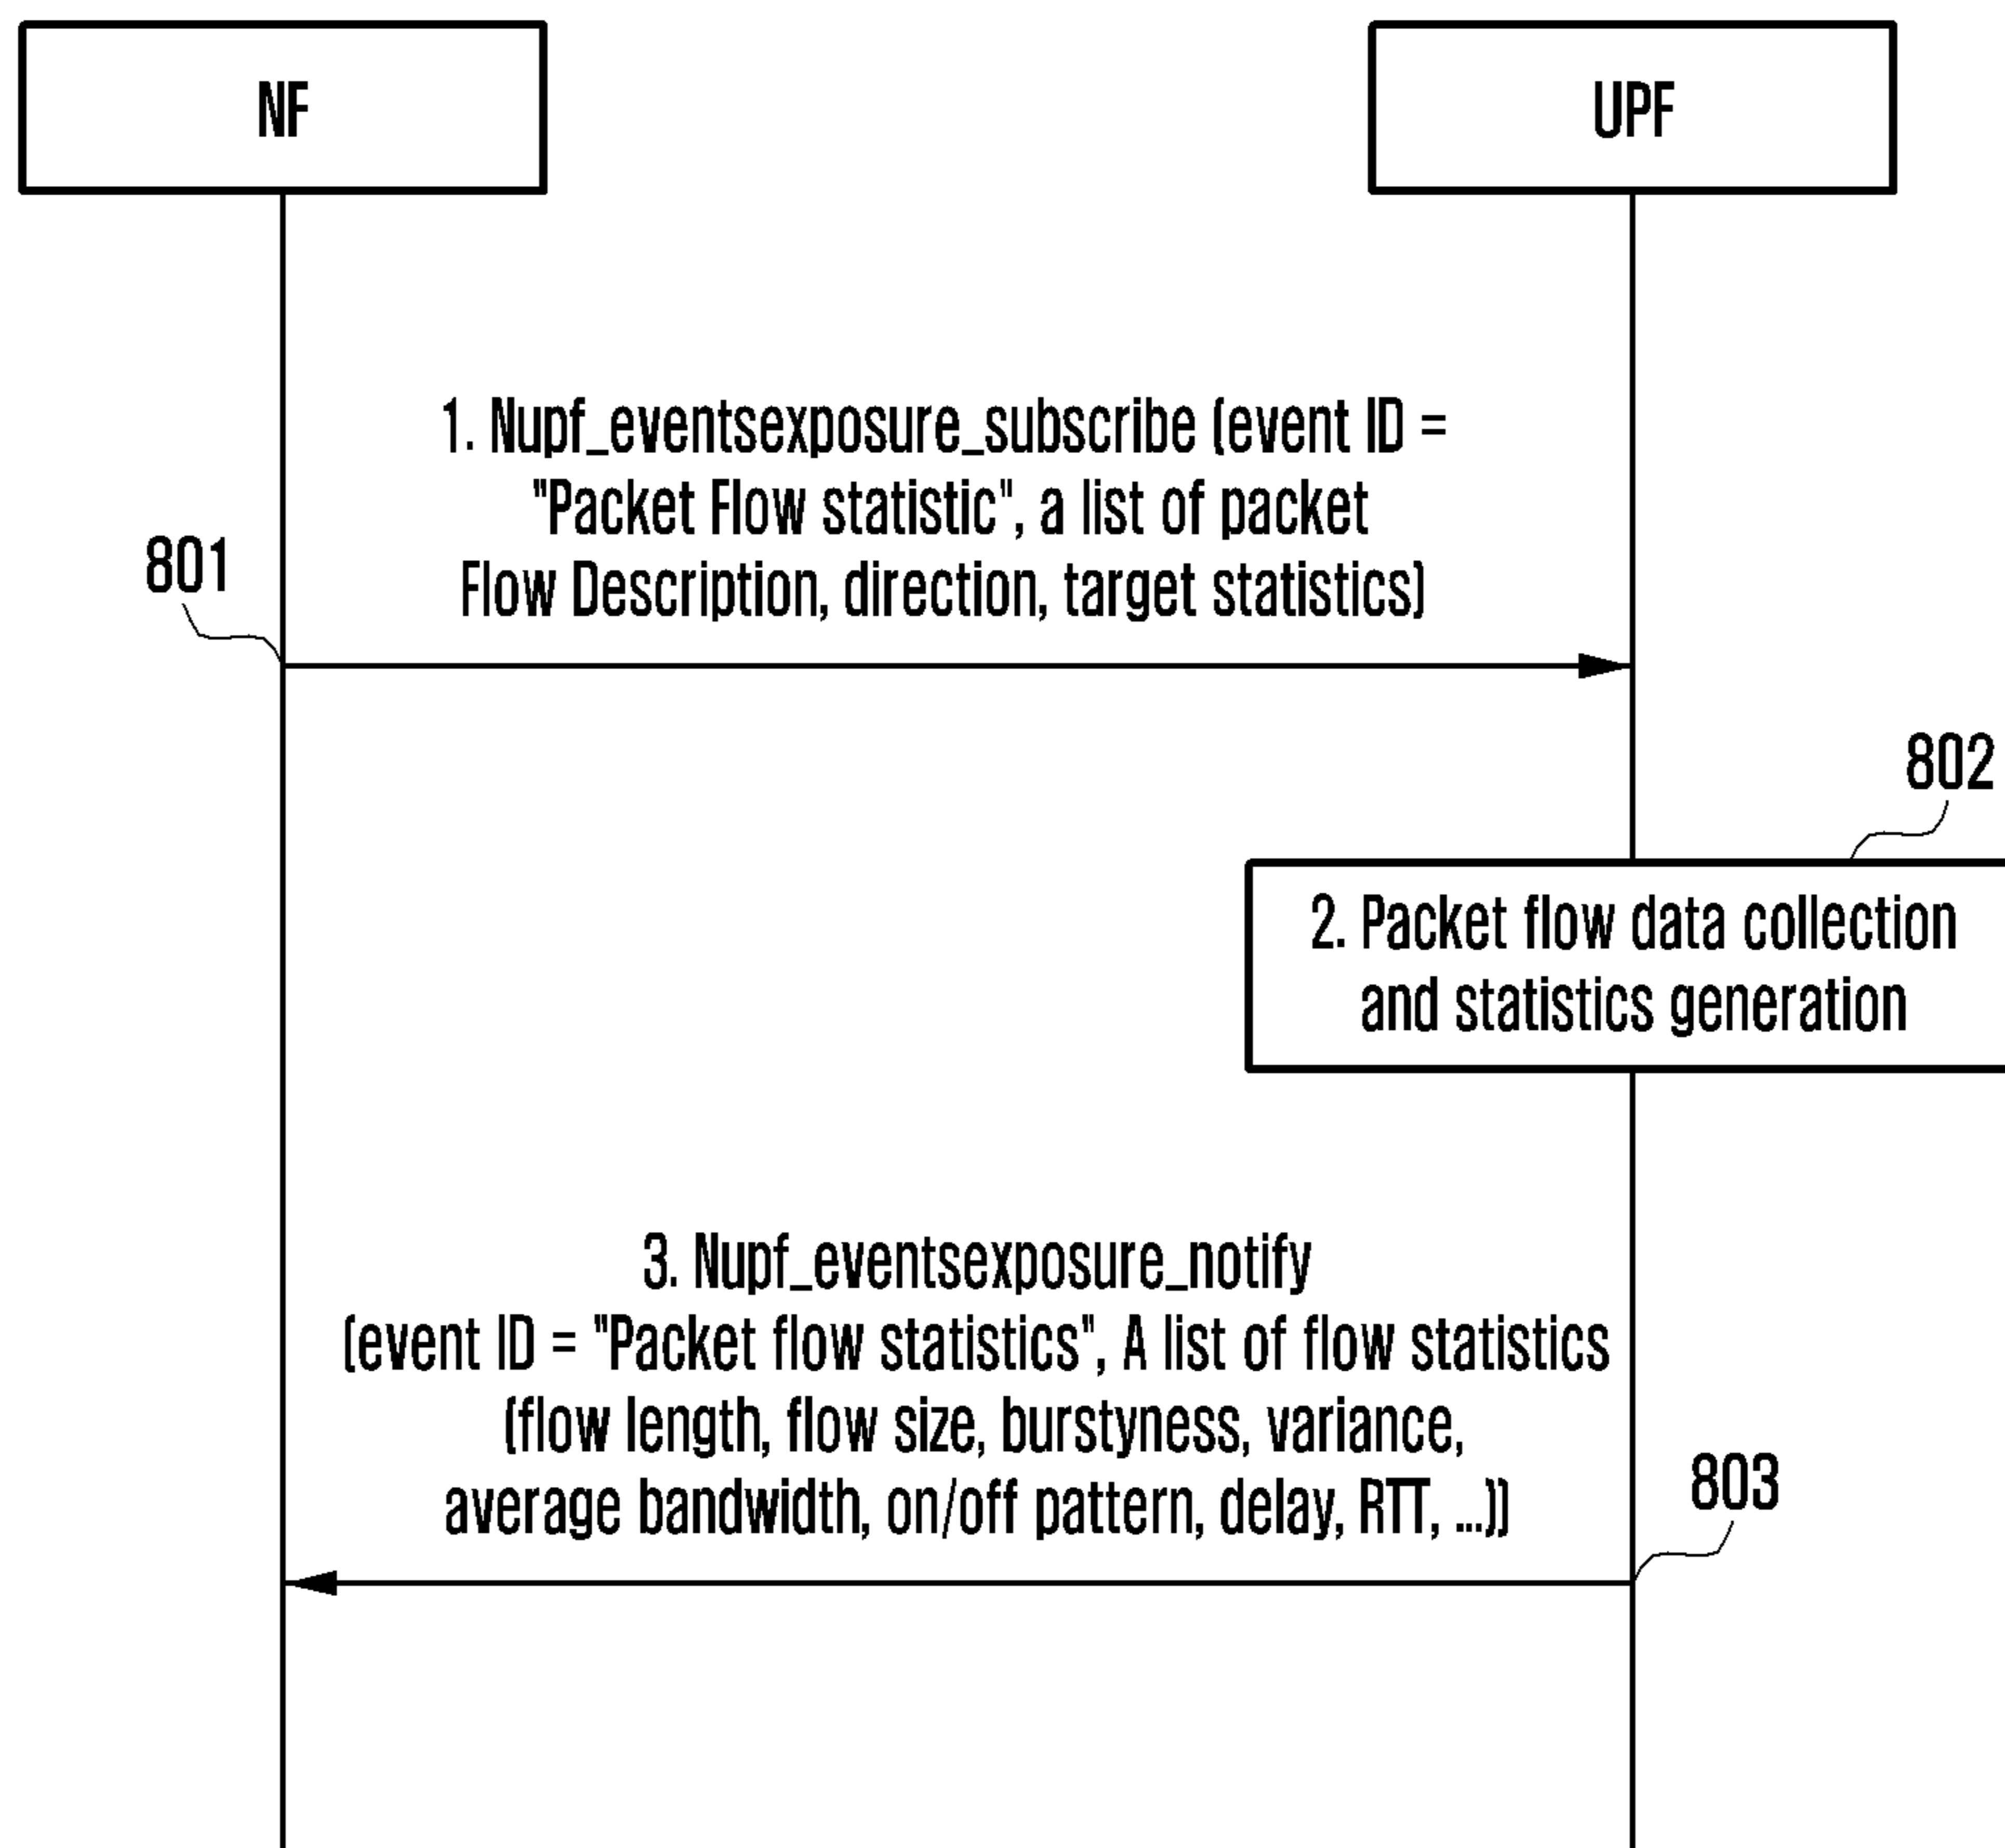 NF
UPF
1. Nupf_eventsexposure_subscribe (event ID =
"Packet Flow statistic", a list of packet
Flow Description, direction, target statistics)
801
802
2. Packet flow data collection
and statistics generation
3. Nupf_eventsexposure_notify
(event ID = "Packet flow statistics", A list of flow statistics
(flow length, flow size, burstyness, variance,
average bandwidth, on/off pattern, delay, RTT, ...))
803